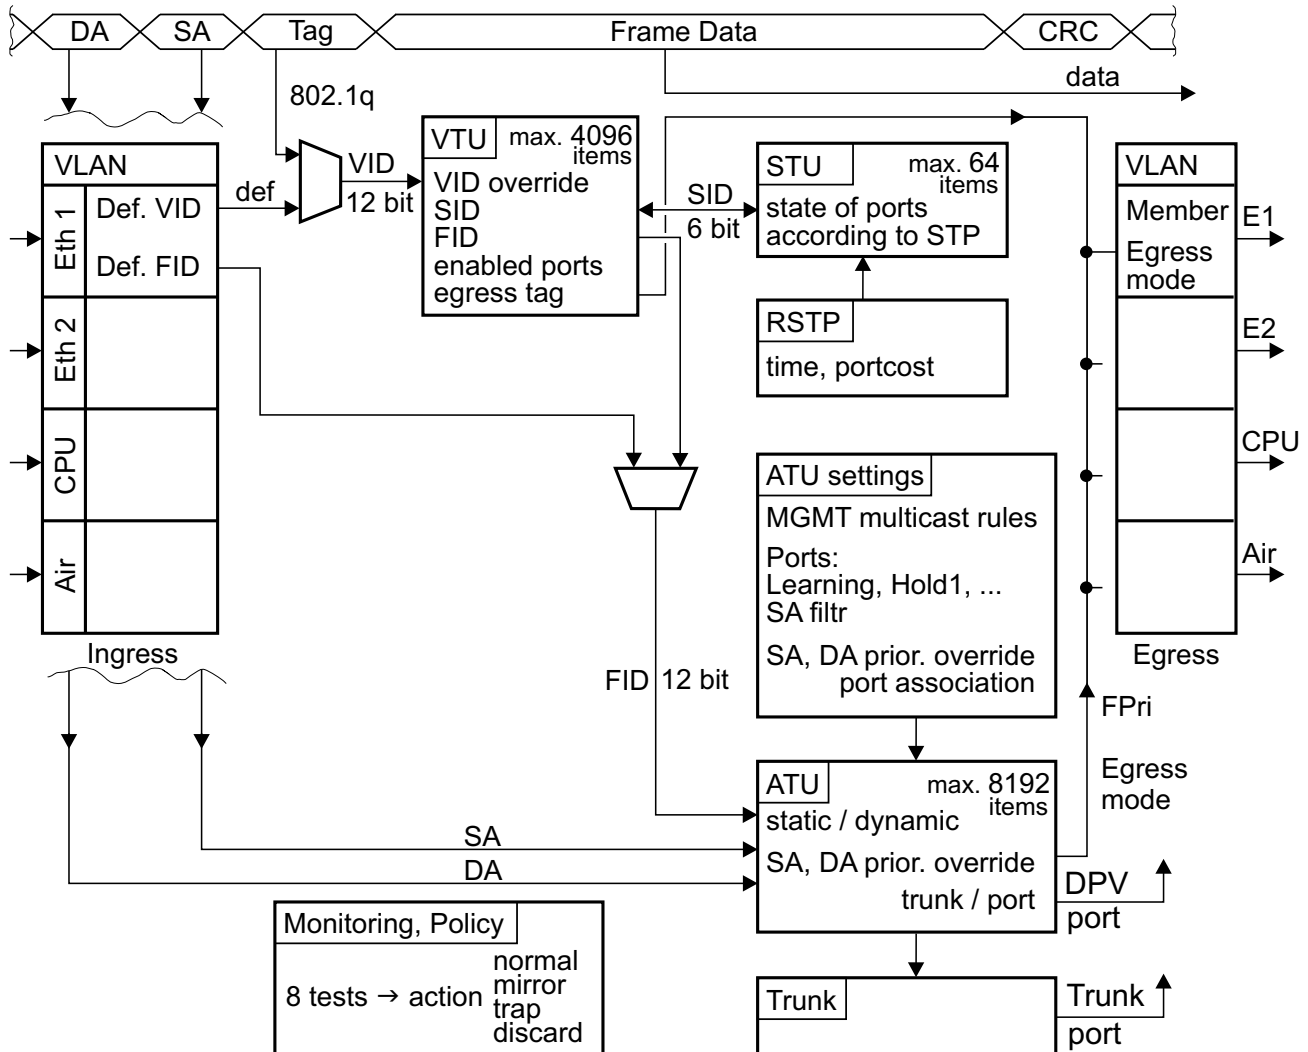 DA SA Tag Frame Data CRC
802.1q
data
VLAN
Eth 1
Def. VID
Def. FID
Eth 2
CPU
Air
Ingress
def
VID
12 bit
VTU
max. 4096
items
VID override
SID
FID
enabled ports
egress tag
SID
6 bit
STU
max. 64
items
state of ports
according to STP
RSTP
time, portcost
VLAN
Member
Egress
mode
E1
E2
CPU
Air
Egress
ATU settings
MGMT multicast rules
Ports:
Learning, Hold1, ...
SA filtr
SA, DA prior. override
port association
FID 12 bit
FPri
Egress
mode
ATU
max. 8192
items
static / dynamic
SA, DA prior. override
trunk / port
SA
DA
DPV
port
Monitoring, Policy
8 tests → action
normal
mirror
trap
discard
Trunk
Trunk
port